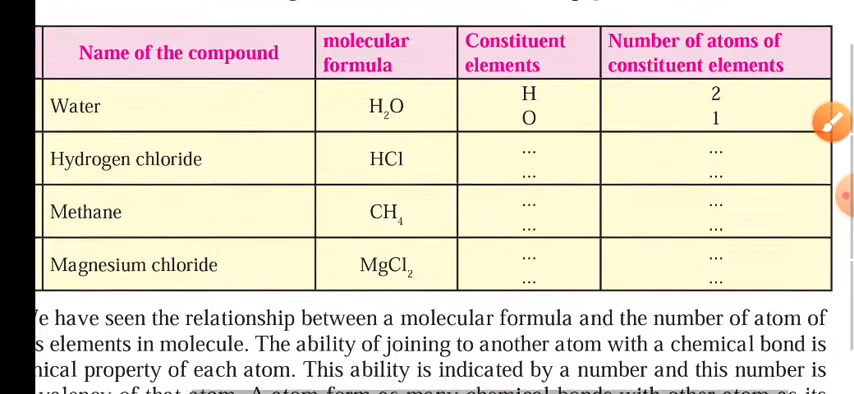 Name of the compound
molecular formula
Constituent elements
Number of atoms of constituent elements
Water
H₂O
H
O
2
1
Hydrogen chloride
HCl
...
...
...
...
Methane
CH₄
...
...
...
...
Magnesium chloride
MgCl₂
...
...
...
...
e have seen the relationship between a molecular formula and the number of atom of
s elements in molecule. The ability of joining to another atom with a chemical bond is
nical property of each atom. This ability is indicated by a number and this number is